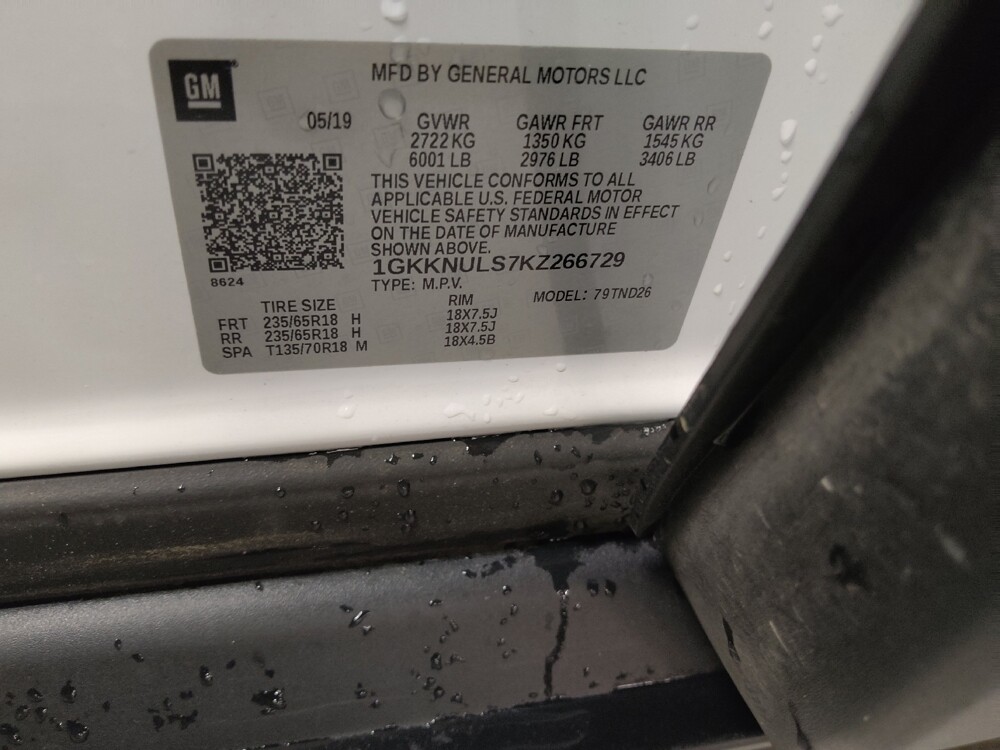 GM
MFD BY GENERAL MOTORS LLC
05/19 GVWR GAWR FRT GAWR RR
2722 KG 1350 KG 1545 KG
6001 LB 2976 LB 3406 LB
THIS VEHICLE CONFORMS TO ALL
APPLICABLE U.S. FEDERAL MOTOR
VEHICLE SAFETY STANDARDS IN EFFECT
ON THE DATE OF MANUFACTURE
SHOWN ABOVE.
1GKKNULS7KZ266729
8624
TYPE: M.P.V. MODEL: 79TND26
TIRE SIZE RIM
FRT 235/65R18 H 18X7.5J
RR 235/65R18 H 18X7.5J
SPA T135/70R18 M 18X4.5B